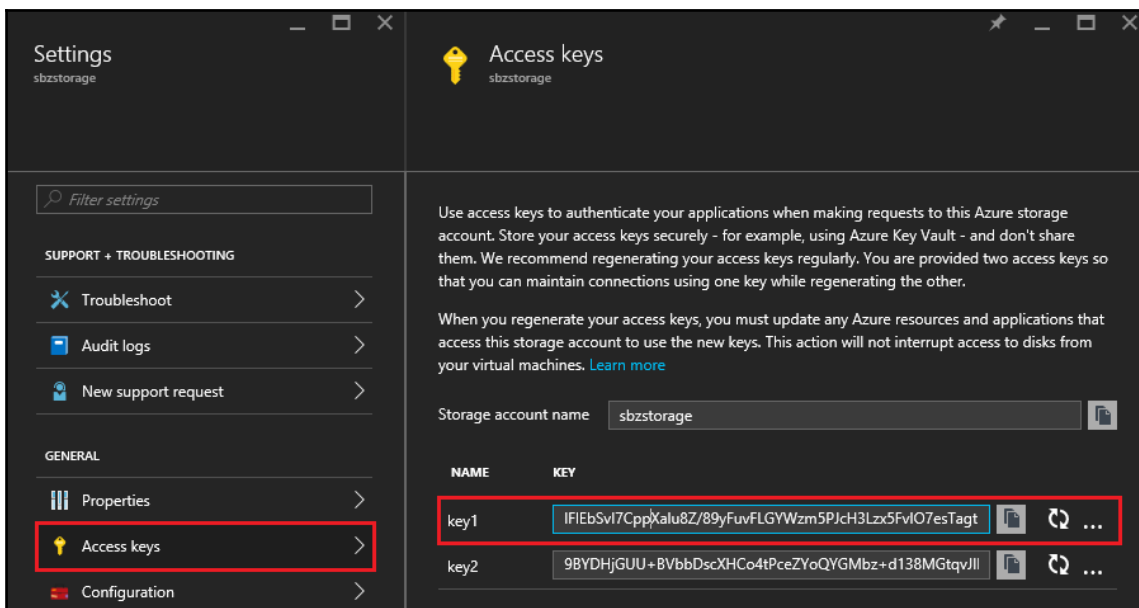 Settings
sbzstorage
Access keys
sbzstorage
Filter settings
SUPPORT + TROUBLESHOOTING
Troubleshoot
Audit logs
New support request
GENERAL
Properties
Access keys
Configuration
Use access keys to authenticate your applications when making requests to this Azure storage
account. Store your access keys securely - for example, using Azure Key Vault - and don't share
them. We recommend regenerating your access keys regularly. You are provided two access keys so
that you can maintain connections using one key while regenerating the other.
When you regenerate your access keys, you must update any Azure resources and applications that
access this storage account to use the new keys. This action will not interrupt access to disks from
your virtual machines. Learn more
Storage account name sbzstorage
NAME KEY
key1
key2